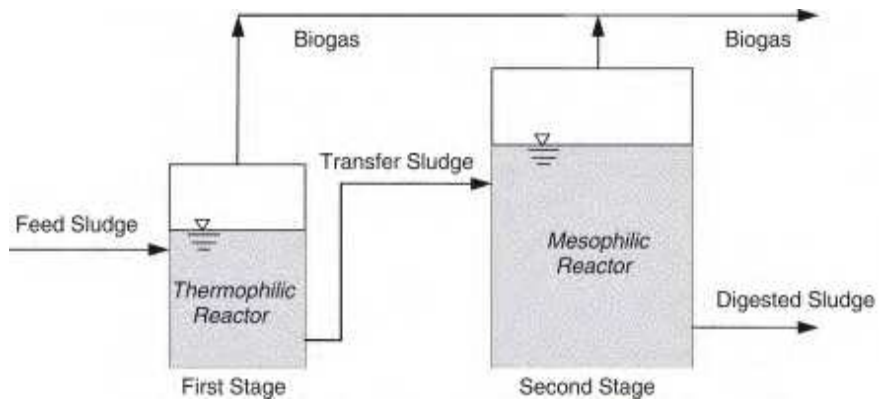 Biogas
Biogas
Transfer Sludge
Feed Sludge
Mesophilic
Reactor
Thermophilic
Reactor
Digested Sludge
First Stage
Second Stage